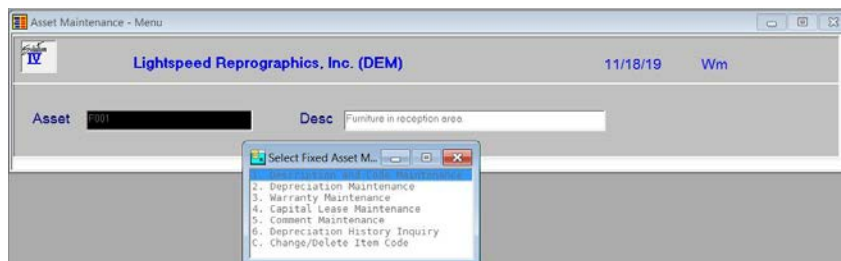 Asset Maintenance - Menu
IV
Lightspeed Reprographics, Inc. (DEM) 11/18/19 Wm
Asset F001 Desc Furniture in reception area.
Select Fixed Asset M...
1. Description and Code Maintenance
2. Depreciation Maintenance
3. Warranty Maintenance
4. Capital Lease Maintenance
5. Comment Maintenance
6. Depreciation History Inquiry
C. Change/Delete Item Code